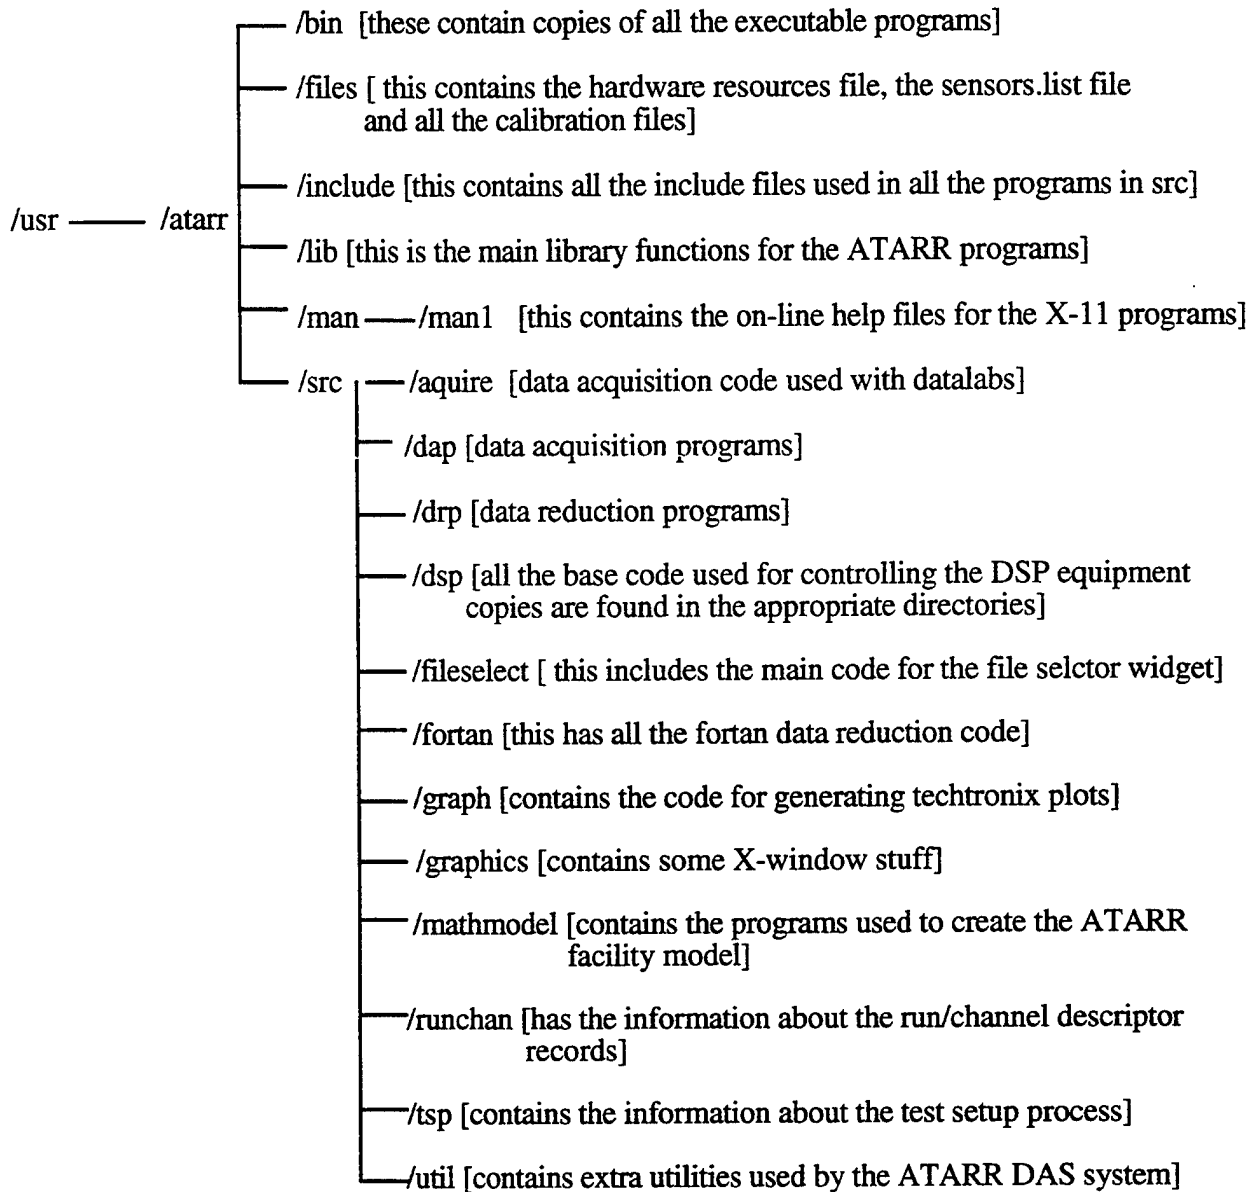 /bin [these contain copies of all the executable programs]
/files [ this contains the hardware resources file, the sensors.list file
and all the calibration files]
/include [this contains all the include files used in all the programs in src]
/usr /atarr
/lib [this is the main library functions for the ATARR programs]
/man /man1 [this contains the on-line help files for the X-11 programs]
/src /aquire [data acquisition code used with datalabs]
/dap [data acquisition programs]
/drp [data reduction programs]
/dsp [all the base code used for controlling the DSP equipment
copies are found in the appropriate directories]
/fileselect [ this includes the main code for the file selctor widget]
/fortan [this has all the fortan data reduction code]
/graph [contains the code for generating techtronix plots]
/graphics [contains some X-window stuff]
/mathmodel [contains the programs used to create the ATARR
facility model]
/runchan [has the information about the run/channel descriptor
records]
/tsp [contains the information about the test setup process]
/util [contains extra utilities used by the ATARR DAS system]